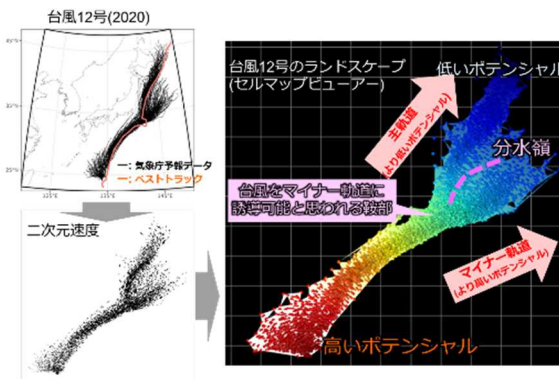 台風12号(2020)
45°N
35°N
25°N
125°E
135°E
145°E
━: 気象庁予報データ
━: ベストトラック
二次元速度
台風12号のランドスケープ
(セルマップビューアー)
低いポテンシャル
主軌道
(より低いポテンシャル)
分水嶺
台風をマイナー軌道に
誘導可能と思われる鞍部
マイナー軌道
(より高いポテンシャル)
高いポテンシャル